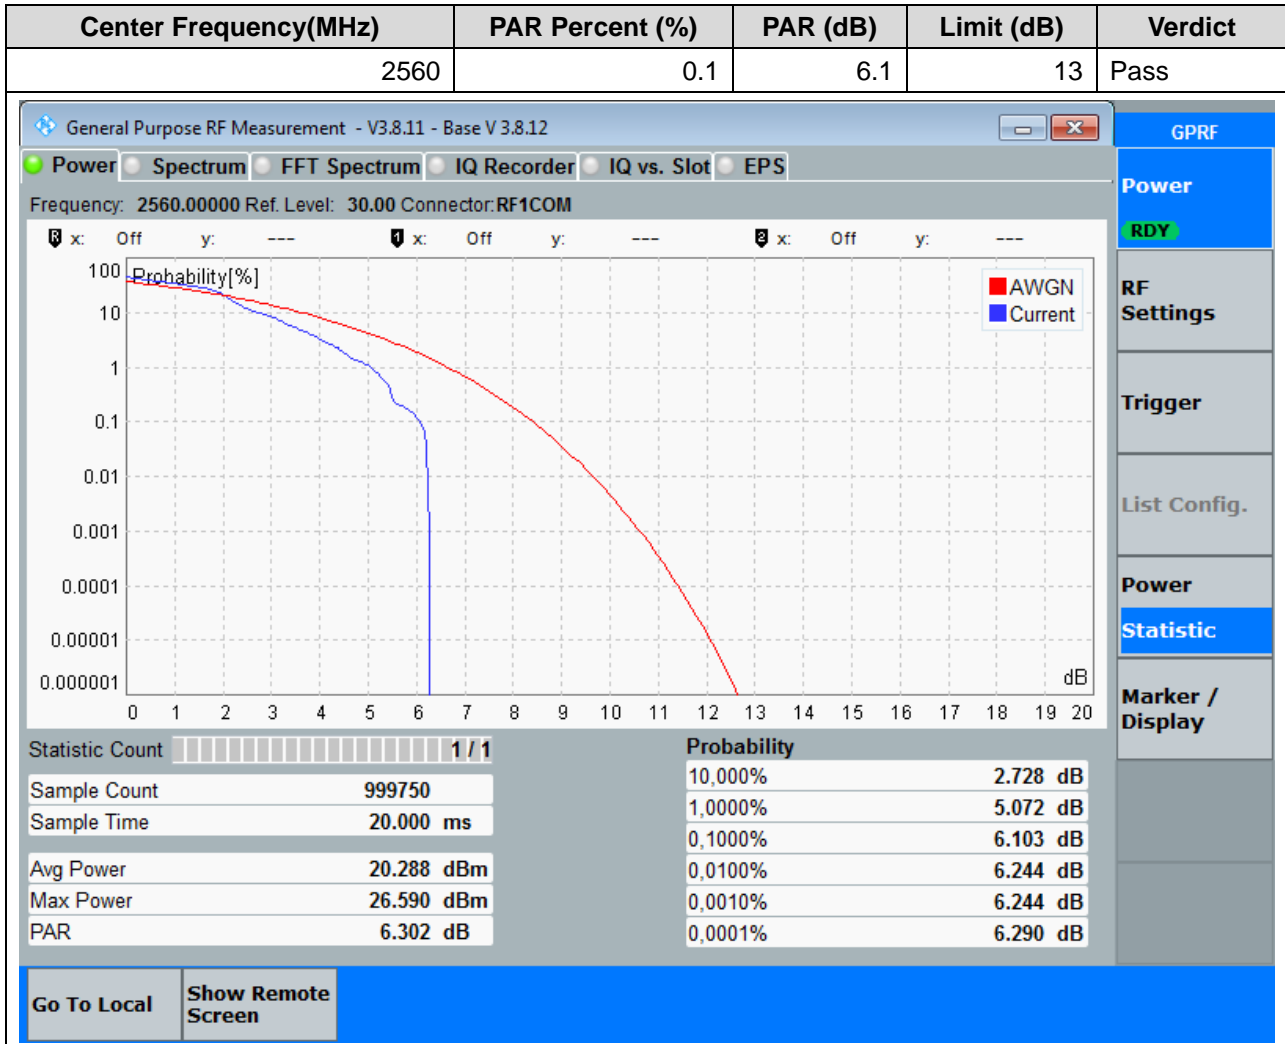 Center Frequency(MHz) PAR Percent (%) PAR (dB) Limit (dB) Verdict
2560 0.1 6.1 13 Pass
General Purpose RF Measurement - V3.8.11 - Base V 3.8.12
GPRF
Power Spectrum FFT Spectrum IQ Recorder IQ vs. Slot EPS
Power
RDY
Frequency: 2560.00000 Ref. Level: 30.00 Connector:RF1COM
R x: Off y: --- 1 x: Off y: --- 2 x: Off y: ---
Probability[%]
AWGN
Current
100
10
1
0.1
0.01
0.001
0.0001
0.00001
0.000001
dB
0 1 2 3 4 5 6 7 8 9 10 11 12 13 14 15 16 17 18 19 20
RF
Settings
Trigger
List Config.
Power
Statistic
Marker /
Display
Statistic Count 1 / 1
Sample Count 999750
Sample Time 20.000 ms
Avg Power 20.288 dBm
Max Power 26.590 dBm
PAR 6.302 dB
Probability
10,000% 2.728 dB
1,0000% 5.072 dB
0,1000% 6.103 dB
0,0100% 6.244 dB
0,0010% 6.244 dB
0,0001% 6.290 dB
Go To Local
Show Remote
Screen